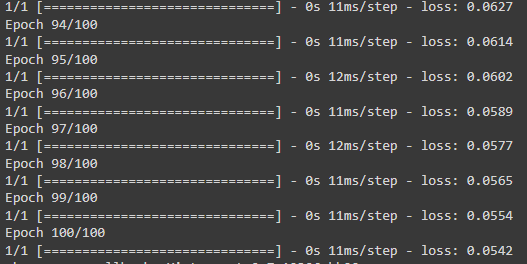 1/1 [==============================] - 0s 11ms/step - loss: 0.0627
Epoch 94/100
1/1 [==============================] - 0s 11ms/step - loss: 0.0614
Epoch 95/100
1/1 [==============================] - 0s 12ms/step - loss: 0.0602
Epoch 96/100
1/1 [==============================] - 0s 11ms/step - loss: 0.0589
Epoch 97/100
1/1 [==============================] - 0s 12ms/step - loss: 0.0577
Epoch 98/100
1/1 [==============================] - 0s 11ms/step - loss: 0.0565
Epoch 99/100
1/1 [==============================] - 0s 11ms/step - loss: 0.0554
Epoch 100/100
1/1 [==============================] - 0s 11ms/step - loss: 0.0542